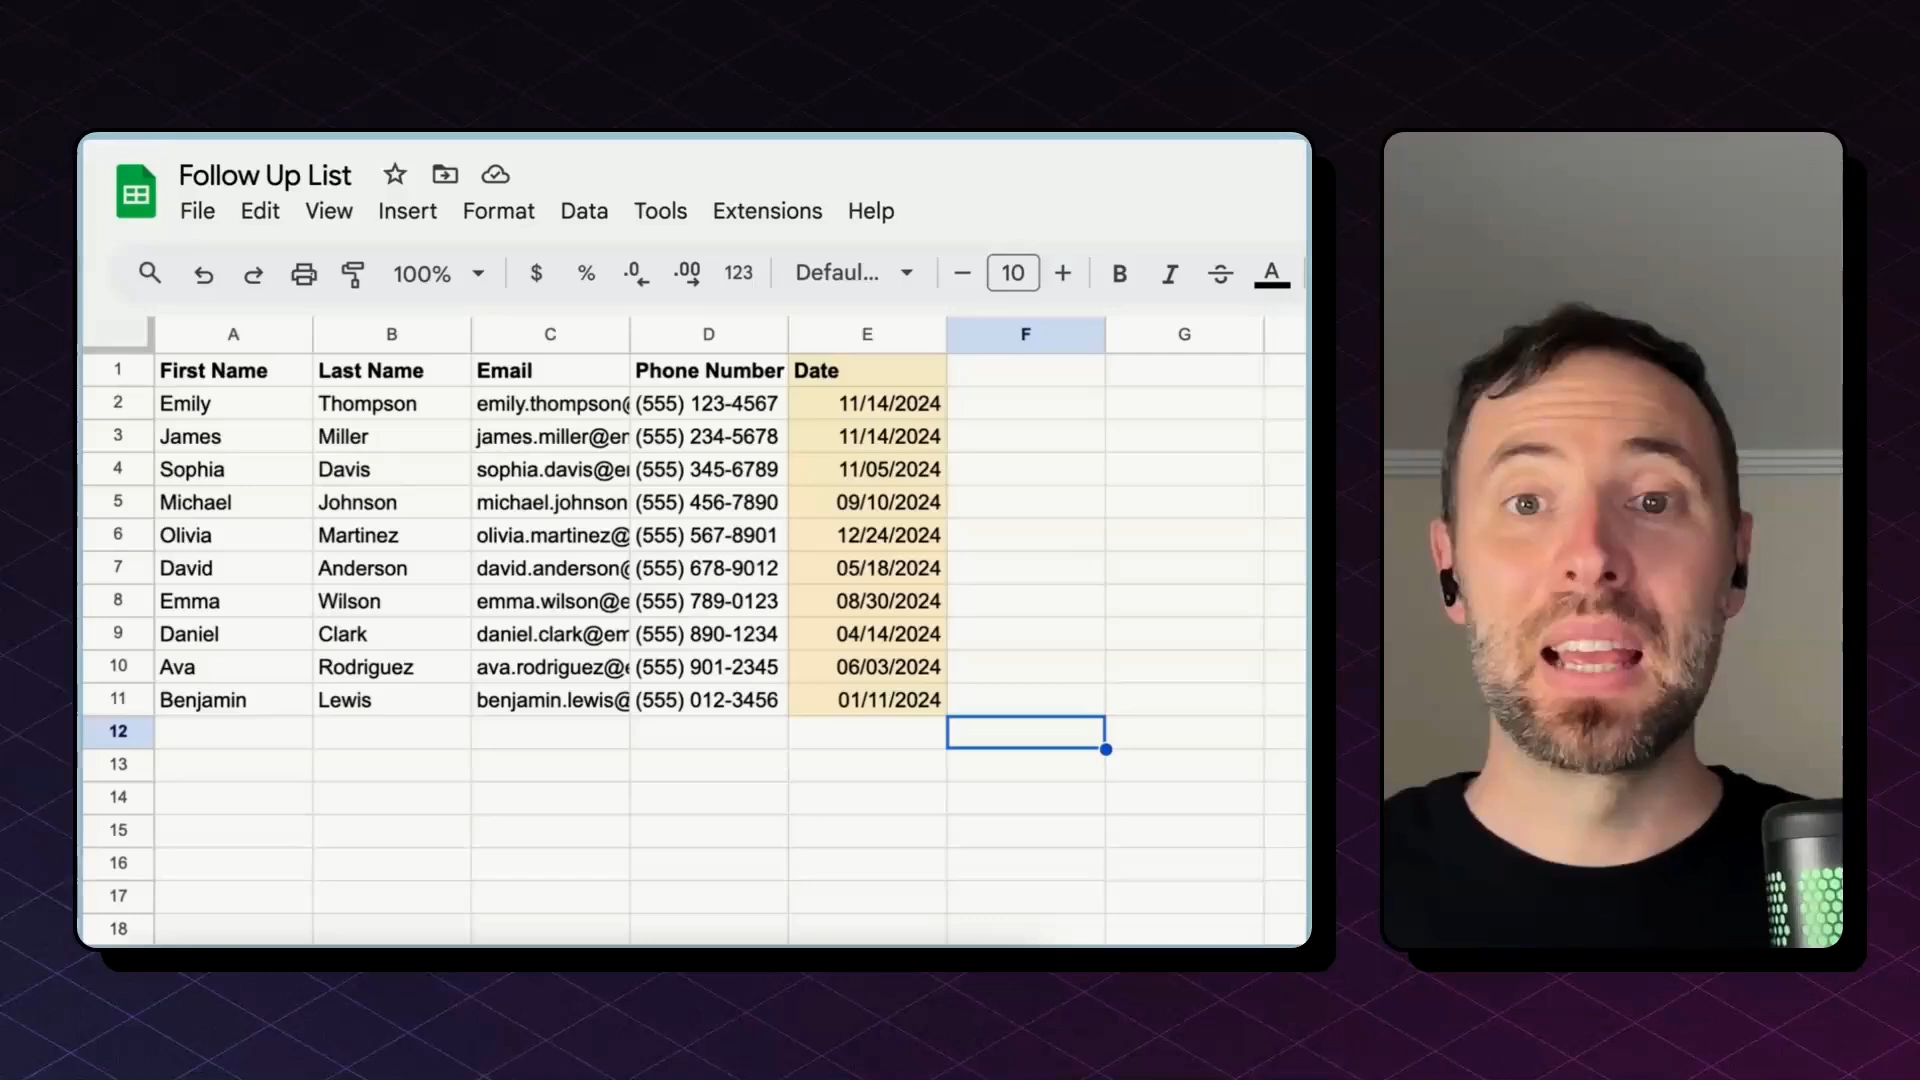 Follow Up List
File Edit View Insert Format Data Tools Extensions Help
100% $ % .0 .00 123 Defaul... 10 B I S A
A B C D E F G
1 First Name Last Name Email Phone Number Date
2 Emily Thompson emily.thompson@ (555) 123-4567 11/14/2024
3 James Miller james.miller@er (555) 234-5678 11/14/2024
4 Sophia Davis sophia.davis@e (555) 345-6789 11/05/2024
5 Michael Johnson michael.johnson (555) 456-7890 09/10/2024
6 Olivia Martinez olivia.martinez@ (555) 567-8901 12/24/2024
7 David Anderson david.anderson@ (555) 678-9012 05/18/2024
8 Emma Wilson emma.wilson@e (555) 789-0123 08/30/2024
9 Daniel Clark daniel.clark@em (555) 890-1234 04/14/2024
10 Ava Rodriguez ava.rodriguez@ (555) 901-2345 06/03/2024
11 Benjamin Lewis benjamin.lewis@ (555) 012-3456 01/11/2024
12
13
14
15
16
17
18